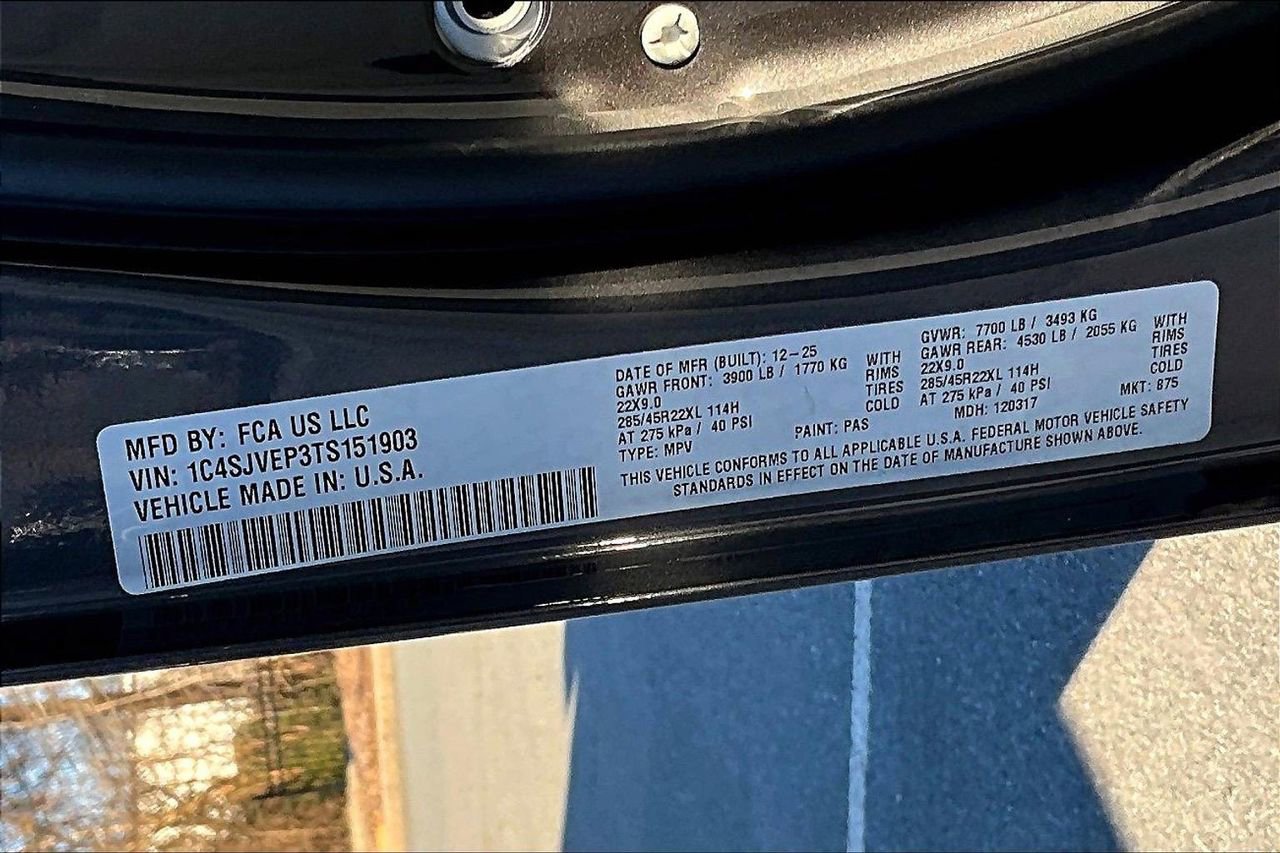 MFD BY: FCA US LLC
VIN: 1C4SJVEP3TS151903
VEHICLE MADE IN: U.S.A.
DATE OF MFR (BUILT): 12-25
GAWR FRONT: 3900 LB / 1770 KG WITH
22X9.0 RIMS
285/45R22XL 114H TIRES
AT 275 kPa / 40 PSI COLD
TYPE: MPV PAINT: PAS
GVWR: 7700 LB / 3493 KG
GAWR REAR: 4530 LB / 2055 KG WITH
22X9.0 RIMS
285/45R22XL 114H TIRES
AT 275 kPa / 40 PSI COLD
MDH: 120317 MKT: 875
THIS VEHICLE CONFORMS TO ALL APPLICABLE U.S.A. FEDERAL MOTOR VEHICLE SAFETY
STANDARDS IN EFFECT ON THE DATE OF MANUFACTURE SHOWN ABOVE.